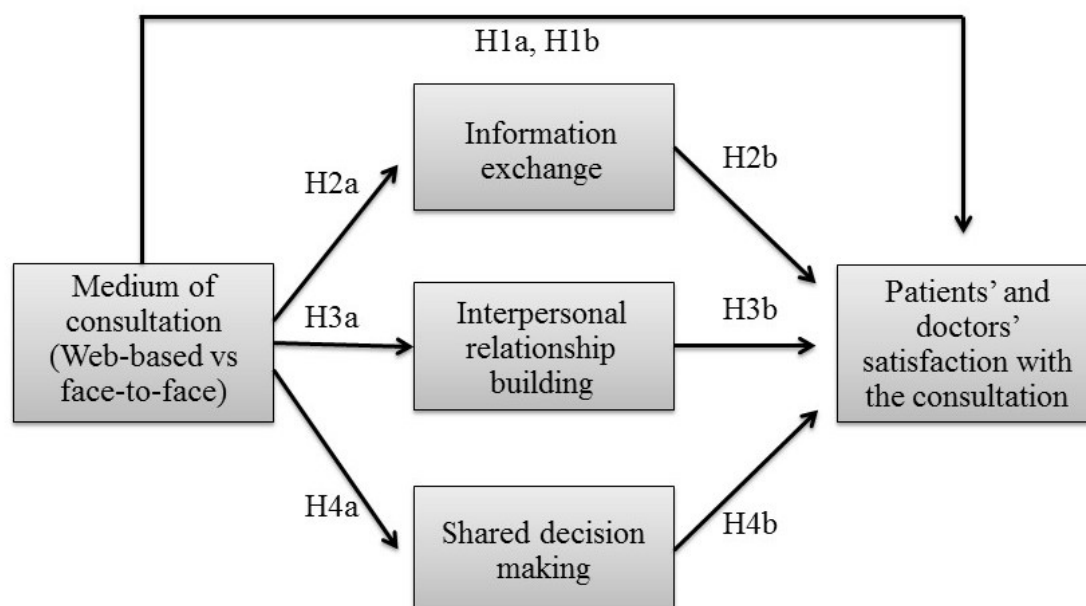 H1a, H1b
Information
exchange
H2a
H2b
Medium of
consultation
(Web-based vs
face-to-face)
H3a
Interpersonal
relationship
building
H3b
Patients’ and
doctors’
satisfaction with
the consultation
H4a
Shared decision
making
H4b